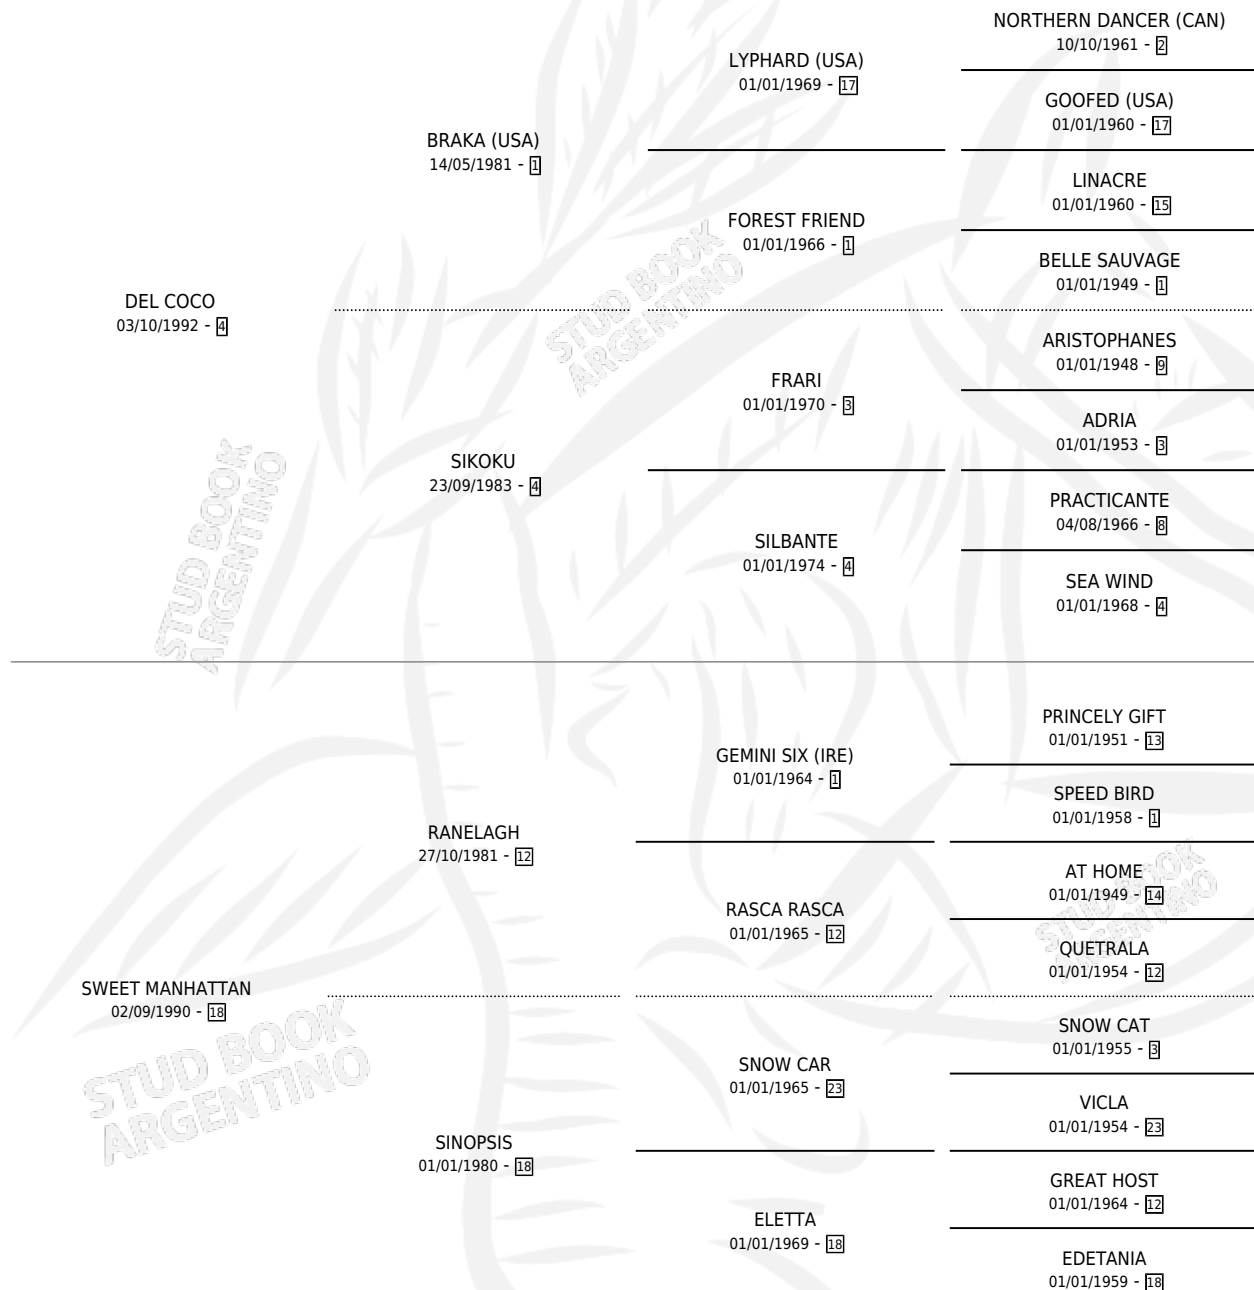 NORTHERN DANCER (CAN)
10/10/1961 - 2
LYPHARD (USA)
01/01/1969 - 17
GOOFED (USA)
01/01/1960 - 17
BRAKA (USA)
14/05/1981 - 1
LINACRE
01/01/1960 - 15
FOREST FRIEND
01/01/1966 - 1
BELLE SAUVAGE
01/01/1949 - 1
DEL COCO
03/10/1992 - 4
ARISTOPHANES
01/01/1948 - 9
FRARI
01/01/1970 - 3
ADRIA
01/01/1953 - 3
SIKOKU
23/09/1983 - 4
PRACTICANTE
04/08/1966 - 8
SILBANTE
01/01/1974 - 4
SEA WIND
01/01/1968 - 4
STUD BOOK
ARGENTINO
STUD BOOK
ARGENTINO
PRINCELY GIFT
01/01/1951 - 13
GEMINI SIX (IRE)
01/01/1964 - 1
SPEED BIRD
01/01/1958 - 1
RANELAGH
27/10/1981 - 12
AT HOME
01/01/1949 - 14
RASCA RASCA
01/01/1965 - 12
QUETRALA
01/01/1954 - 12
SWEET MANHATTAN
02/09/1990 - 18
SNOW CAT
01/01/1955 - 3
SNOW CAR
01/01/1965 - 23
VICLA
01/01/1954 - 23
SINOPSIS
01/01/1980 - 18
GREAT HOST
01/01/1964 - 12
ELETTA
01/01/1969 - 18
EDETANIA
01/01/1959 - 18
STUD BOOK
ARGENTINO
STUD BOOK
ARGENTINO